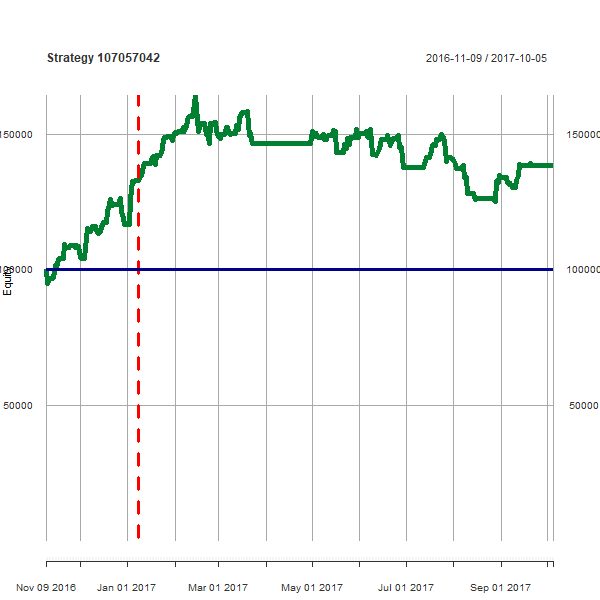 Strategy 107057042
2016-11-09 / 2017-10-05
150000 150000
100000 100000
Equity
50000 50000
Nov 09 2016 Jan 01 2017 Mar 01 2017 May 01 2017 Jul 01 2017 Sep 01 2017